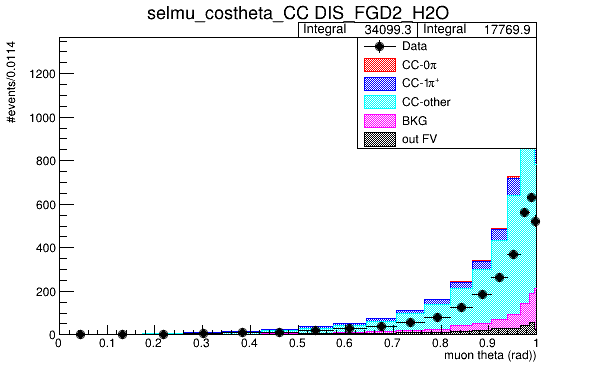 selmu_costheta_CC DIS_FGD2_H2O
Integral 34099.3 Integral 17769.9
Data
CC-0π
CC-1π⁺
CC-other
BKG
out FV
#events/0.0114
1200
1000
800
600
400
200
0
0 0.1 0.2 0.3 0.4 0.5 0.6 0.7 0.8 0.9 1
muon theta (rad))